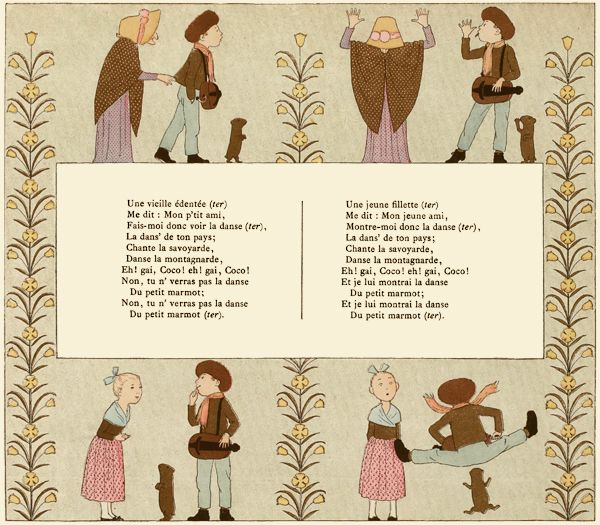 Une vieille édentée (ter)
Me dit : Mon p'tit ami,
Fais-moi donc voir la danse (ter),
La dans' de ton pays;
Chante la savoyarde,
Danse la montagnarde,
Eh! gai, Coco! eh! gai, Coco!
Non, tu n' verras pas la danse
Du petit marmot;
Non, tu n' verras pas la danse
Du petit marmot (ter).
Une jeune fillette (ter)
Me dit : Mon jeune ami,
Montre-moi donc la danse (ter),
La dans' de ton pays;
Chante la savoyarde,
Danse la montagnarde,
Eh! gai, Coco! eh! gai, Coco!
Et je lui montrai la danse
Du petit marmot;
Et je lui montrai la danse
Du petit marmot (ter).